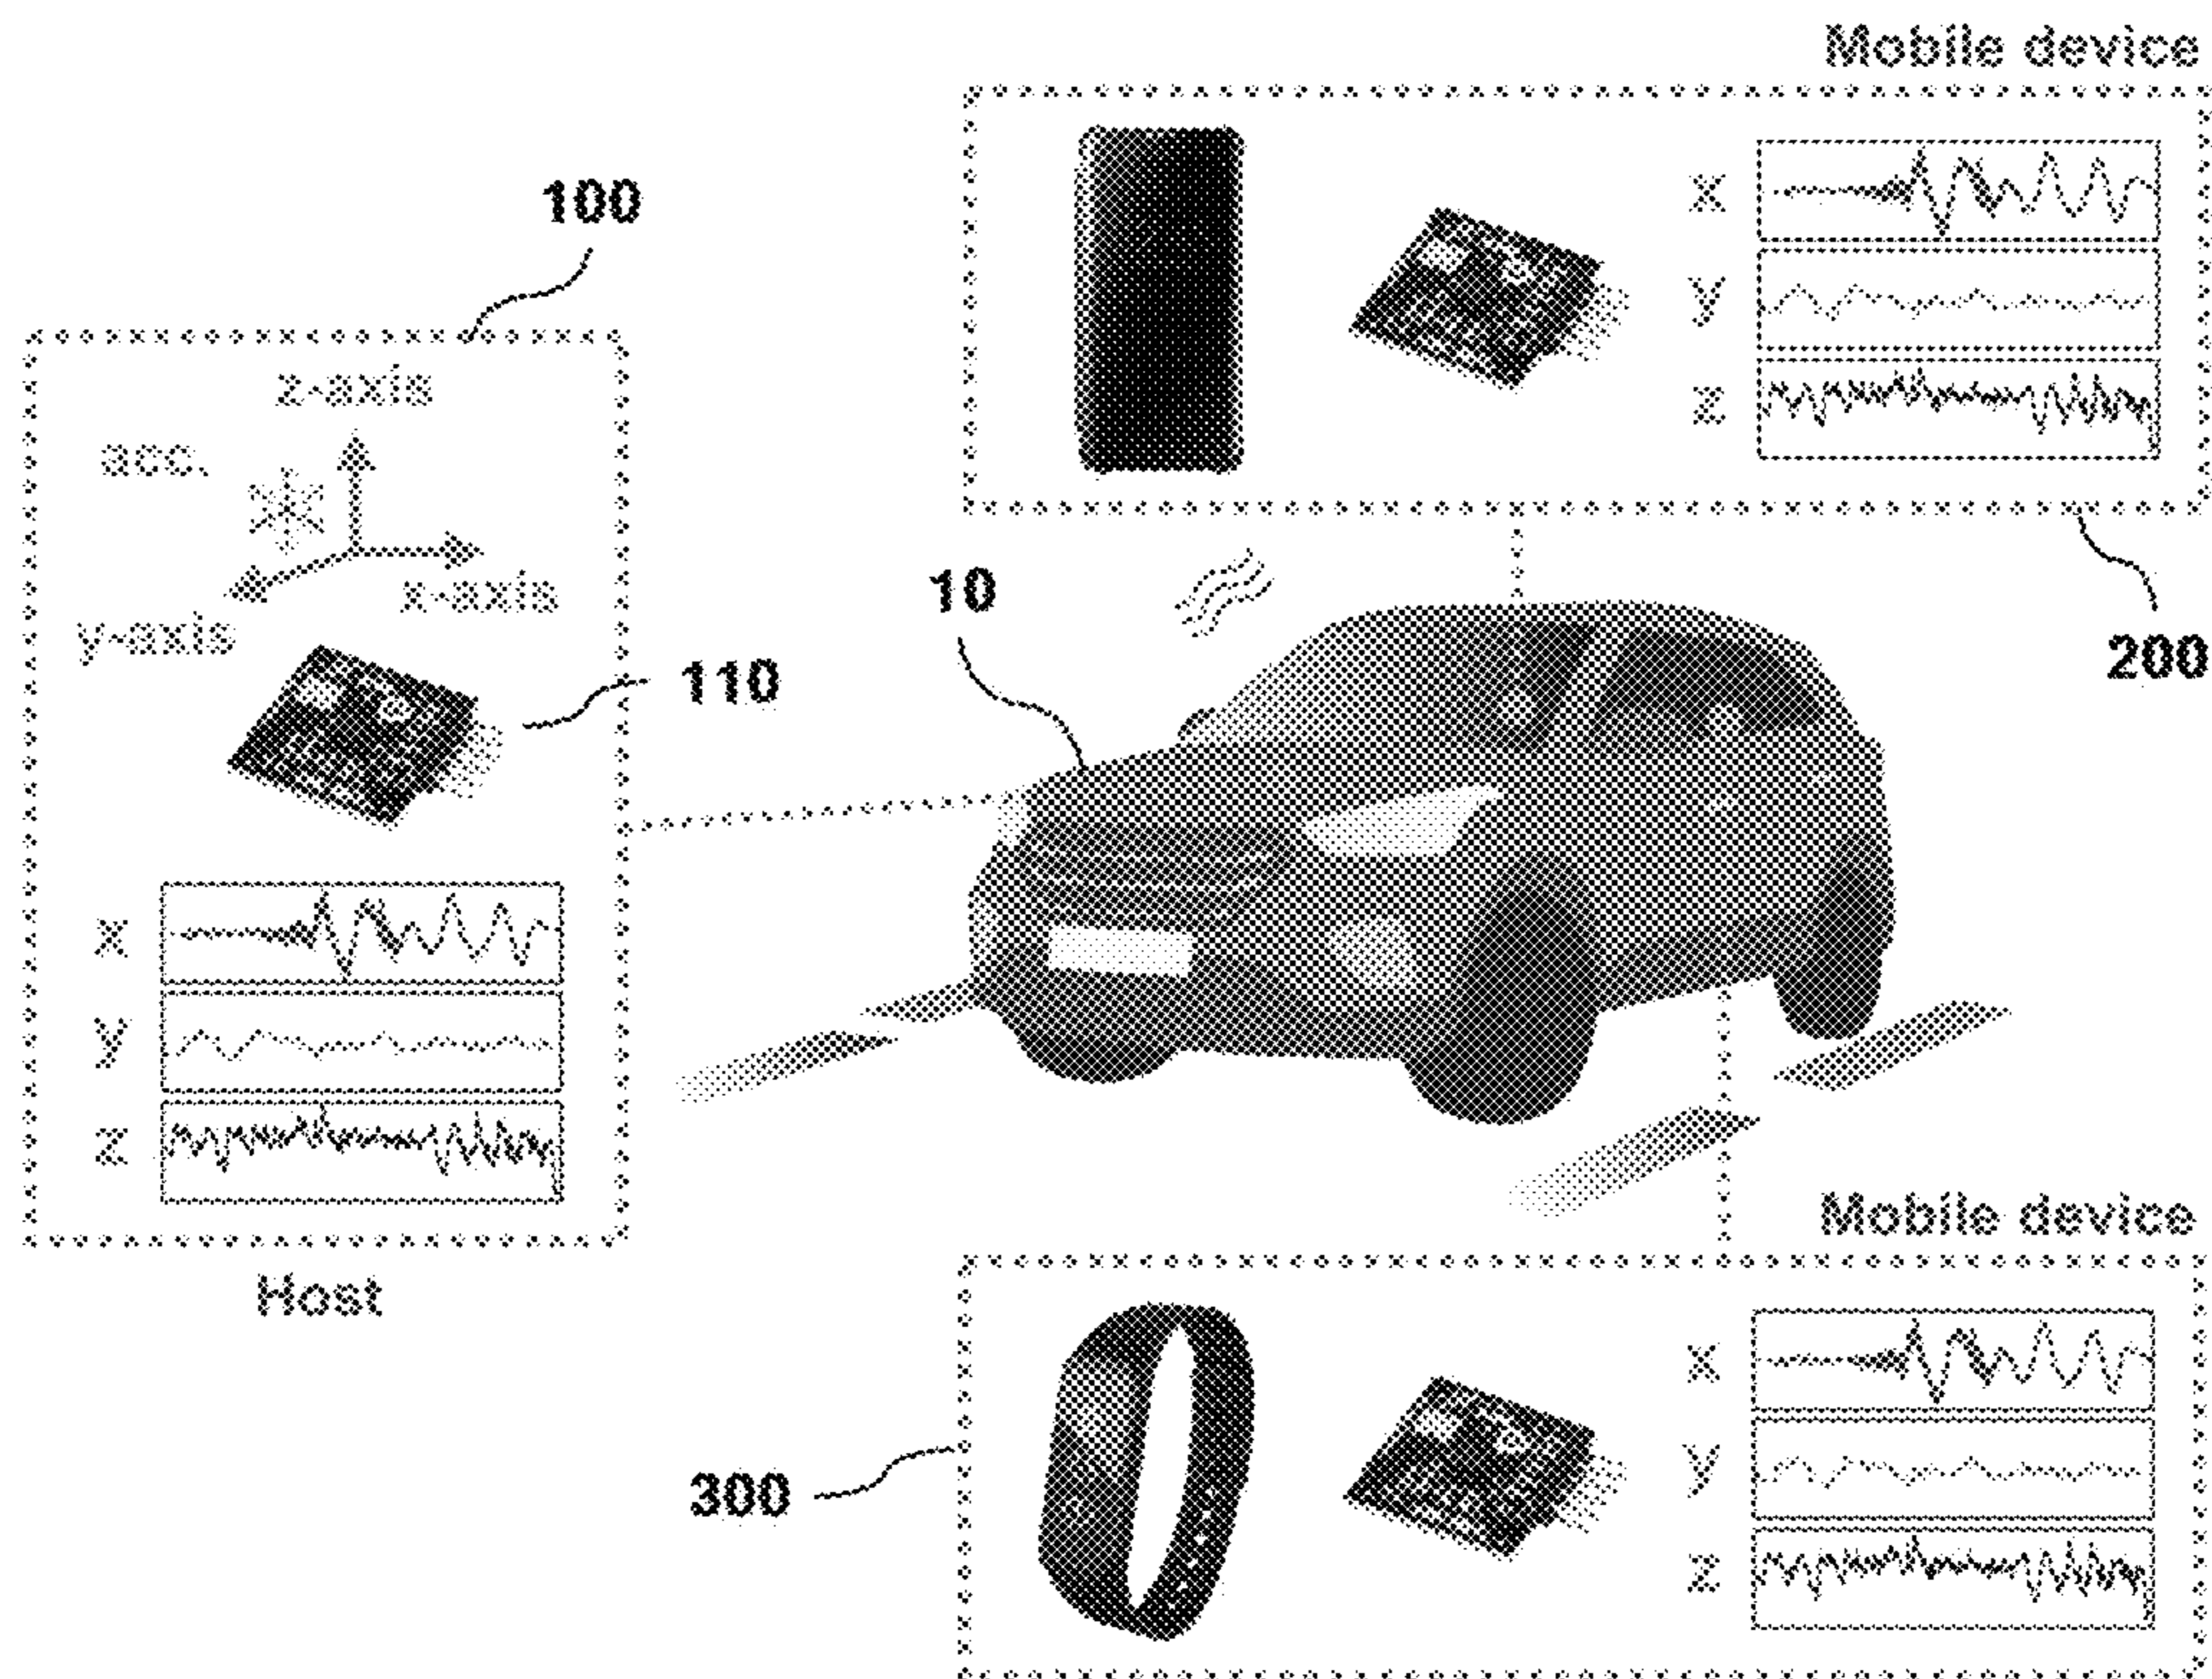 Mobile device
100
x
y
z
200
z-axis
acc.
x-axis
y-axis
10
110
x
y
z
Host
Mobile device
300
x
y
z